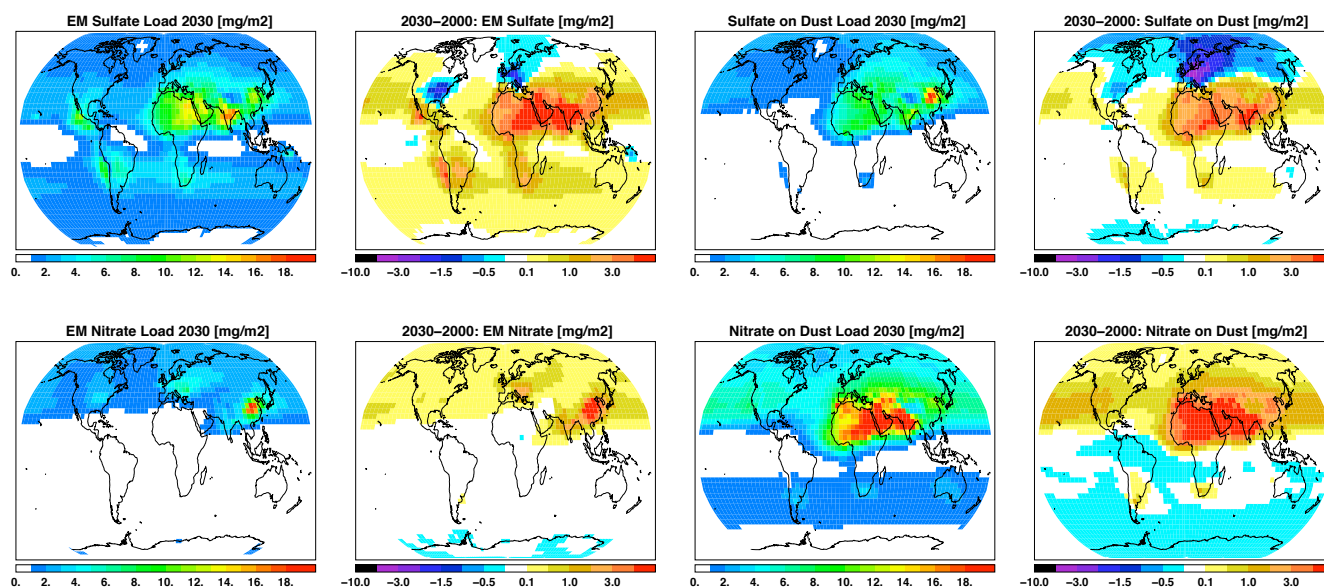 EM Sulfate Load 2030 [mg/m2]
2030−2000: EM Sulfate [mg/m2]
Sulfate on Dust Load 2030 [mg/m2]
2030−2000: Sulfate on Dust [mg/m2]
0. 2. 4. 6. 8. 10. 12. 14. 16. 18.
−10.0 −3.0 −1.5 −0.5 0.1 1.0 3.0
0. 2. 4. 6. 8. 10. 12. 14. 16. 18.
−10.0 −3.0 −1.5 −0.5 0.1 1.0 3.0
EM Nitrate Load 2030 [mg/m2]
2030−2000: EM Nitrate [mg/m2]
Nitrate on Dust Load 2030 [mg/m2]
2030−2000: Nitrate on Dust [mg/m2]
0. 2. 4. 6. 8. 10. 12. 14. 16. 18.
−10.0 −3.0 −1.5 −0.5 0.1 1.0 3.0
0. 2. 4. 6. 8. 10. 12. 14. 16. 18.
−10.0 −3.0 −1.5 −0.5 0.1 1.0 3.0